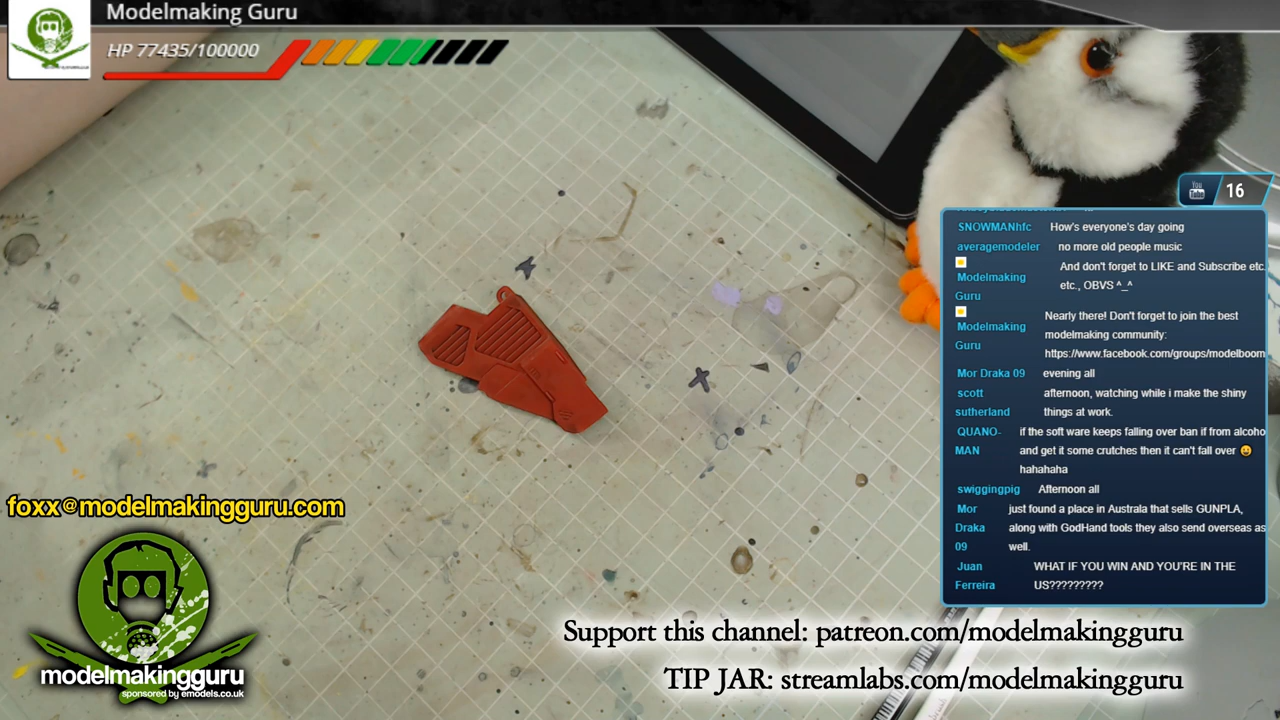 Modelmaking Guru
HP 77435/100000
You
Tube
16
SNOWMANhfc How's everyone's day going
averagemodeler no more old people music
Modelmaking
Guru
And don't forget to LIKE and Subscribe etc.
etc., OBVS ^_^
Modelmaking
Guru
Nearly there! Don't forget to join the best
modelmaking community:
https://www.facebook.com/groups/modelboom
Mor Draka 09 evening all
scott
sutherland
afternoon, watching while i make the shiny
things at work.
QUANO-
MAN
if the soft ware keeps falling over ban if from alcoho
and get it some crutches then it can't fall over 😀
hahahaha
swiggingpig Afternoon all
Mor
Draka
09
just found a place in Australa that sells GUNPLA,
along with GodHand tools they also send overseas as
well.
Juan
Ferreira
WHAT IF YOU WIN AND YOU'RE IN THE
US?????????
foxx@modelmakingguru.com
modelmakingguru
sponsored by emodels.co.uk
Support this channel: patreon.com/modelmakingguru
TIP JAR: streamlabs.com/modelmakingguru